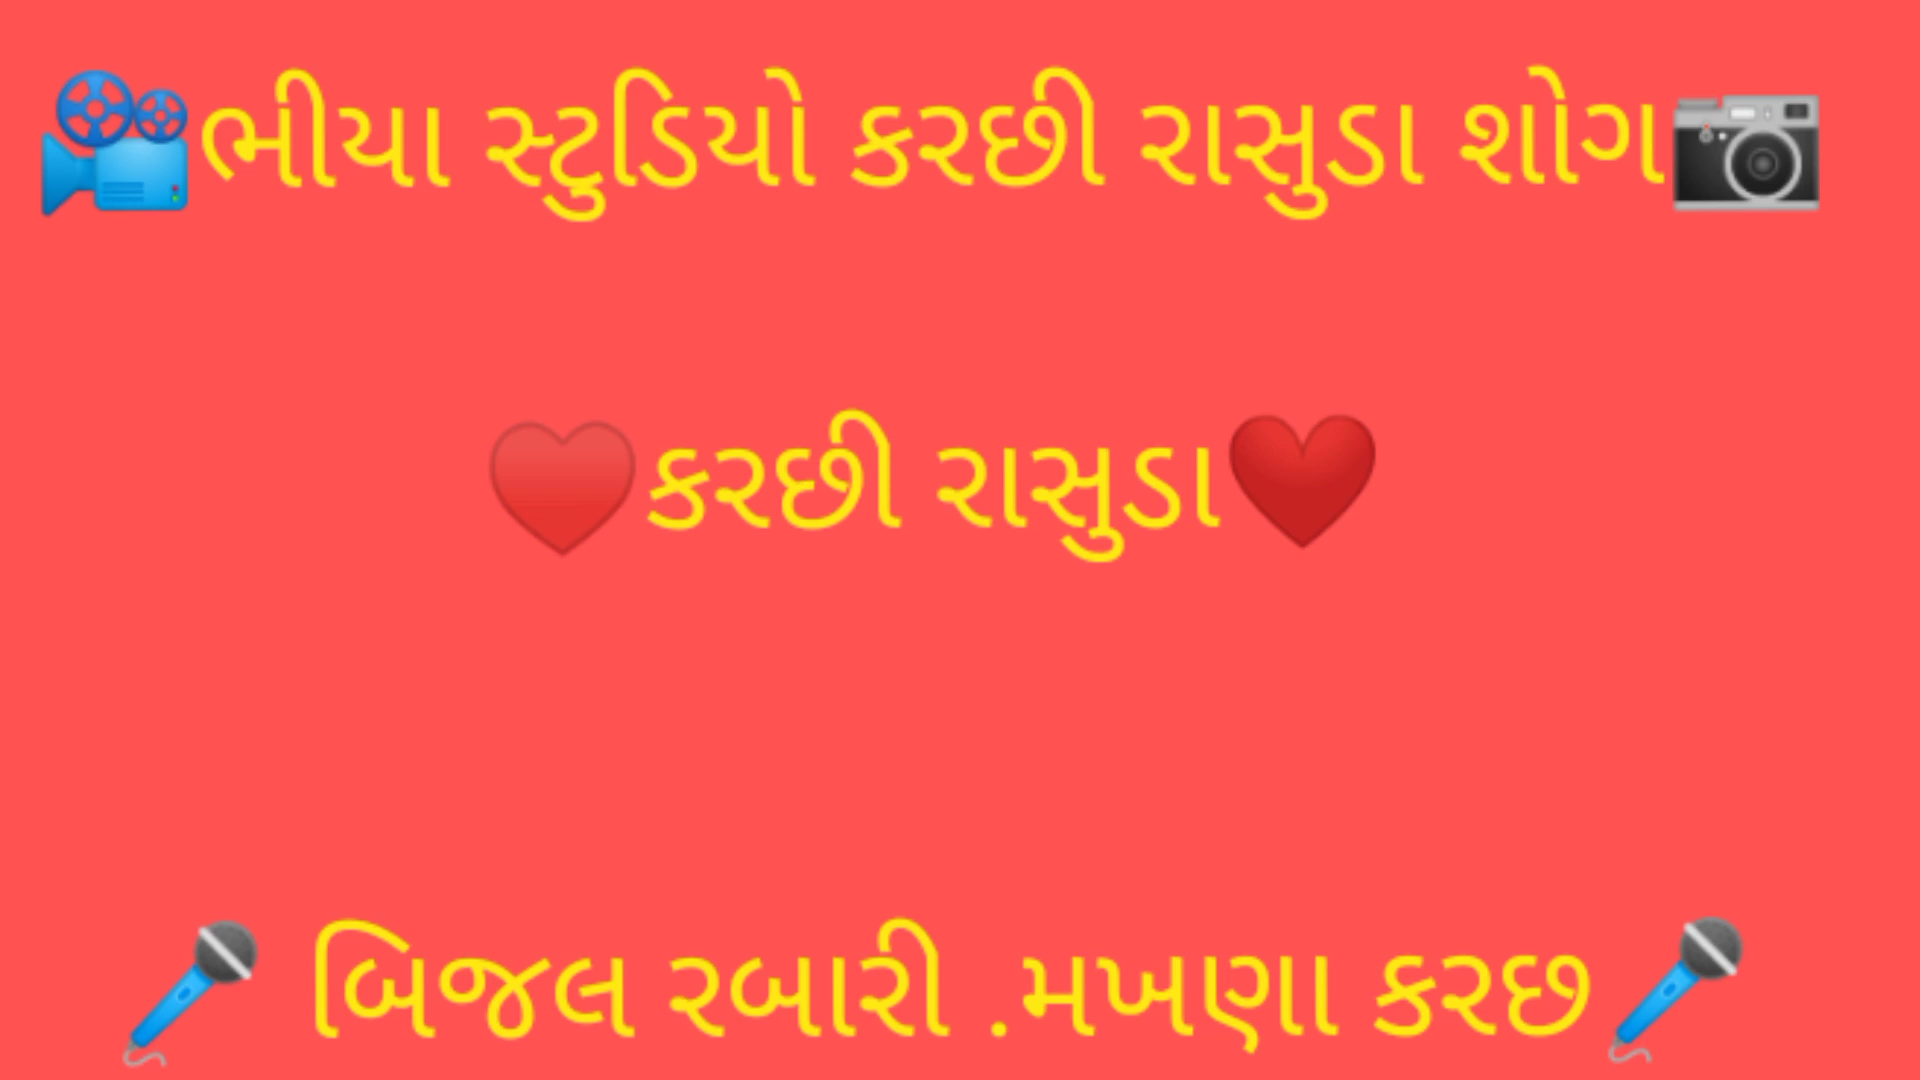 🎥ભીયા સ્ટુડિયો કરછી રાસુડા શોગ📷
♥️કરછી રાસુડા❤️
🎤 બિજલ રબારી .મખણા કરછ🎤